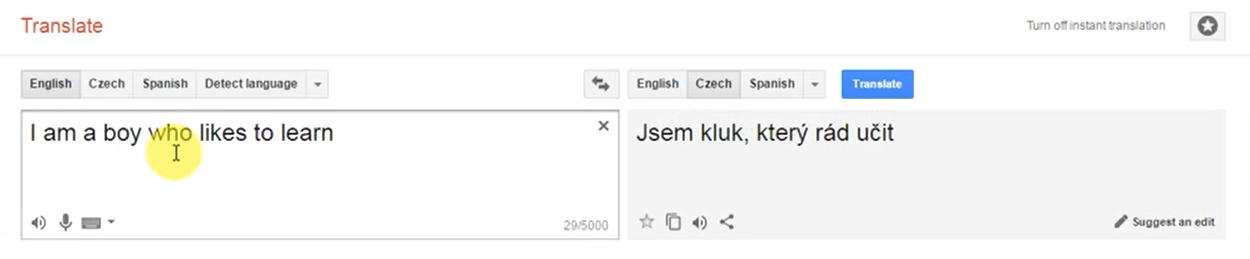 Translate
Turn off instant translation
English Czech Spanish Detect language
English Czech Spanish Translate
I am a boy who likes to learn
Jsem kluk, který rád učit
29/5000
Suggest an edit